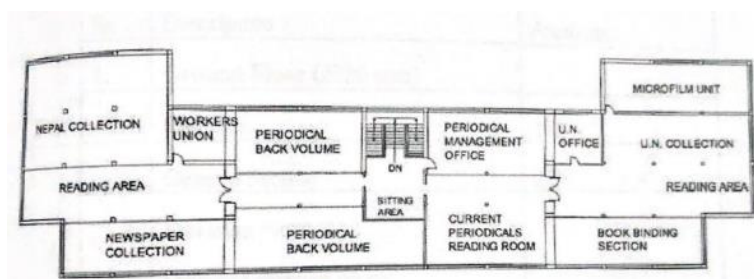 MICROFILM UNIT
NEPAL COLLECTION
WORKERS
UNION
PERIODICAL
BACK VOLUME
PERIODICAL
MANAGEMENT
OFFICE
U.N.
OFFICE
U.N. COLLECTION
DN
READING AREA
READING AREA
SITTING
AREA
NEWSPAPER
COLLECTION
PERIODICAL
BACK VOLUME
CURRENT
PERIODICALS
READING ROOM
BOOK BINDING
SECTION